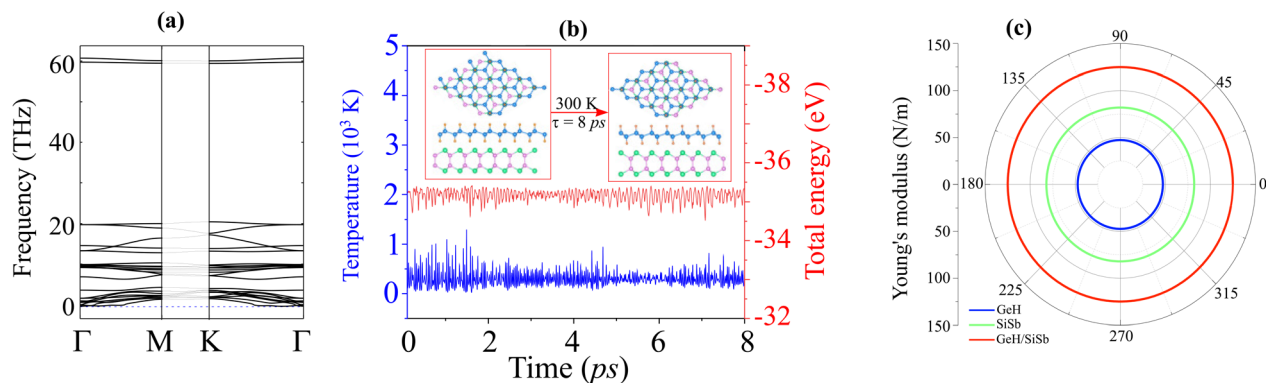 (a)
Frequency (THz)
60
40
20
0
Γ M K Γ
(b)
Temperature (10³ K)
5
4
3
2
1
0
300 K
τ = 8 ps
0 2 4 6 8
Time (ps)
-38
-36
-35
-34
-32
Total energy (eV)
(c)
Young's modulus (N/m)
150
100
50
0
50
100
150
90
135
45
180
0
225
315
270
GeH
SiSb
GeH/SiSb